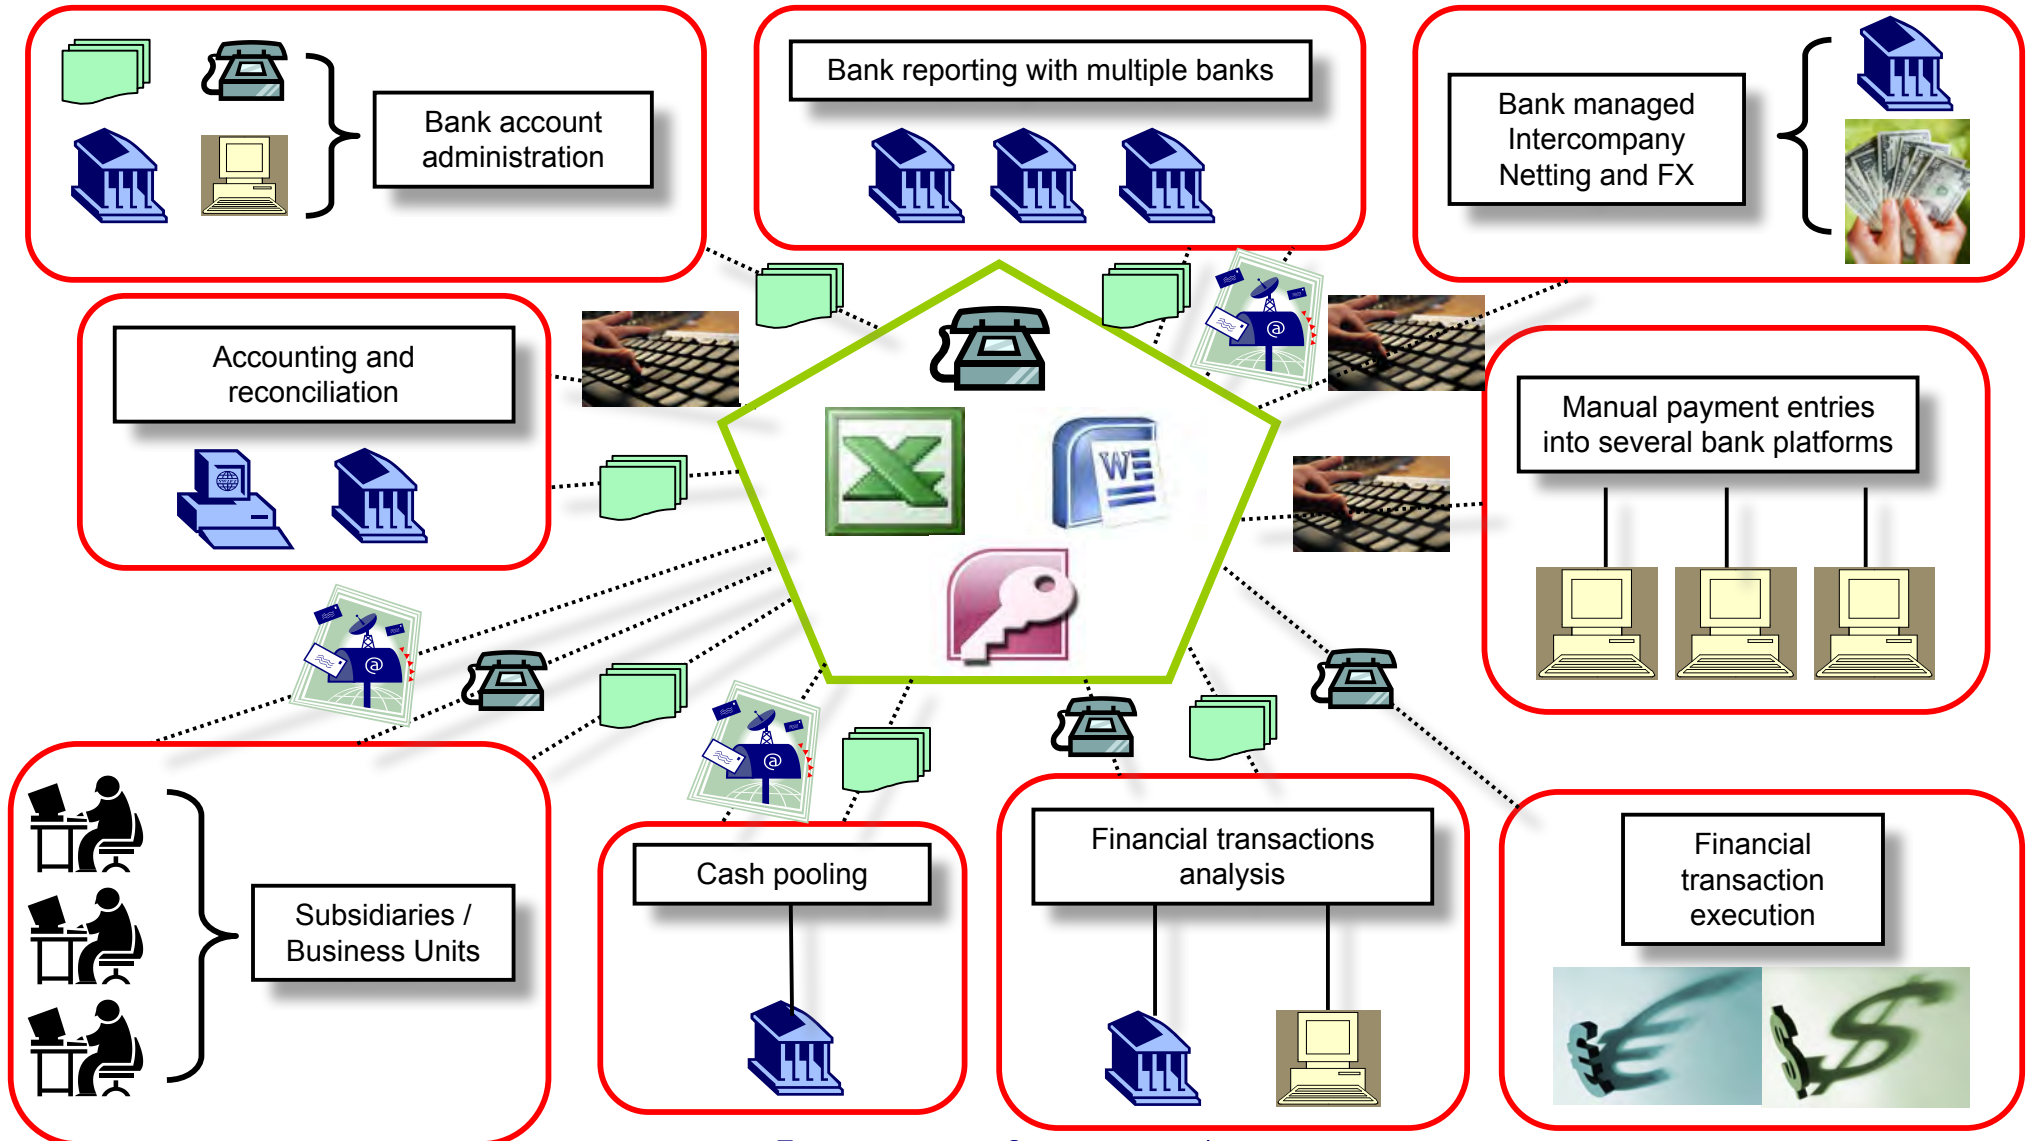 Bank account
administration
Bank reporting with multiple banks
Bank managed
Intercompany
Netting and FX
Accounting and
reconciliation
Manual payment entries
into several bank platforms
Subsidiaries /
Business Units
Cash pooling
Financial transactions
analysis
Financial
transaction
execution